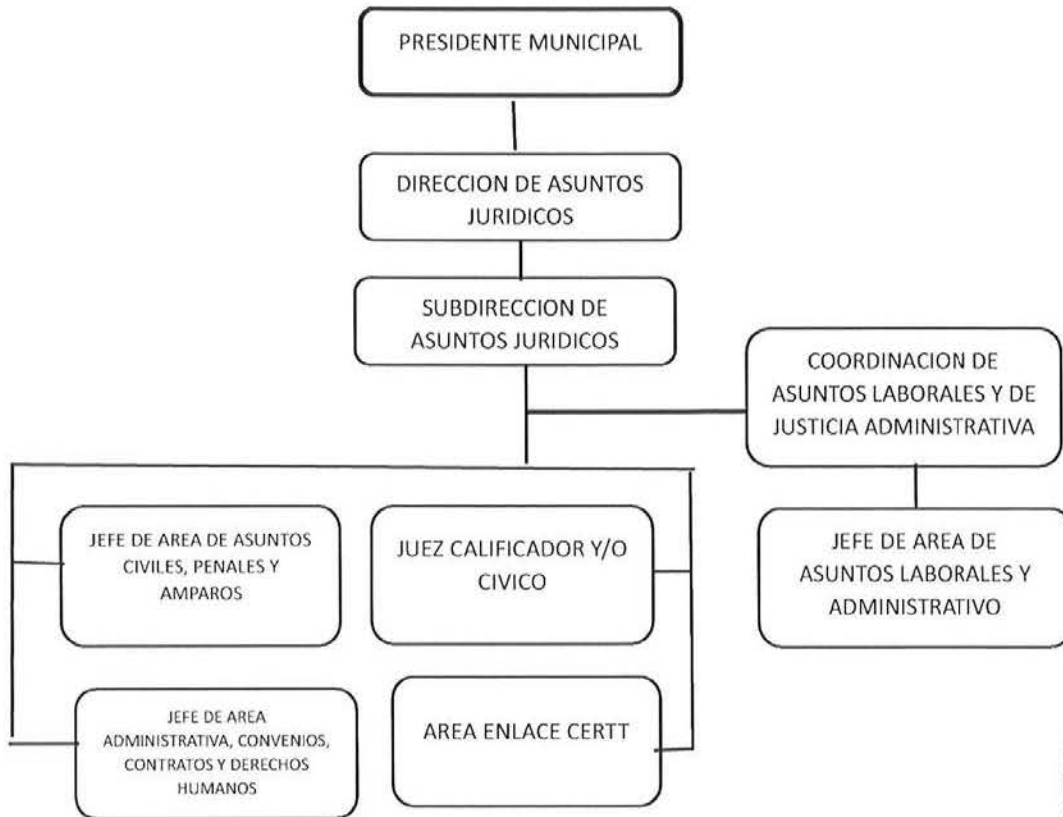 PRESIDENTE MUNICIPAL
DIRECCION DE ASUNTOS
JURIDICOS
SUBDIRECCION DE
ASUNTOS JURIDICOS
COORDINACION DE
ASUNTOS LABORALES Y DE
JUSTICIA ADMINISTRATIVA
JEFE DE AREA DE ASUNTOS
CIVILES, PENALES Y
AMPAROS
JUEZ CALIFICADOR Y/O
CIVICO
JEFE DE AREA DE
ASUNTOS LABORALES Y
ADMINISTRATIVO
JEFE DE AREA
ADMINISTRATIVA, CONVENIOS,
CONTRATOS Y DERECHOS
HUMANOS
AREA ENLACE CERTT